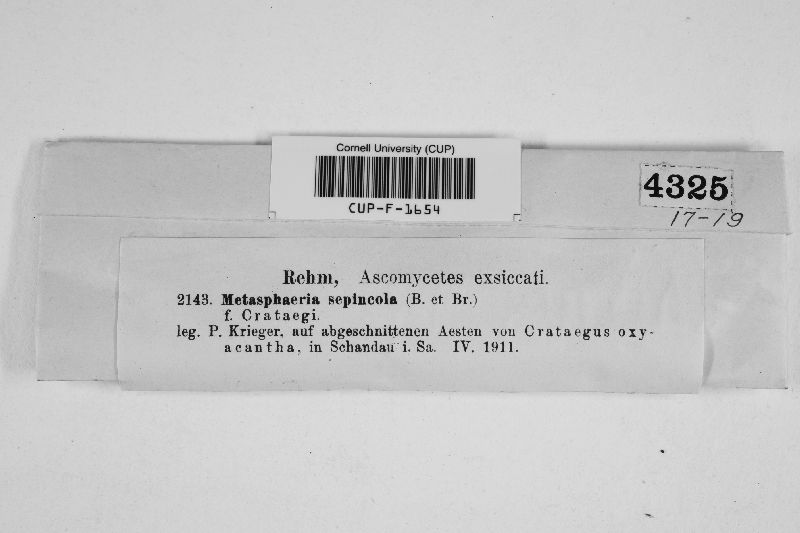 Cornell University (CUP)
CUP-F-1654
4325
17-19
Rehm, Ascomycetes exsiccati.
2143. Metasphaeria sepincola (B. et Br.)
f. Crataegi.
leg. P. Krieger, auf abgeschnittenen Aesten von Crataegus oxy-
acantha, in Schandau i. Sa. IV. 1911.